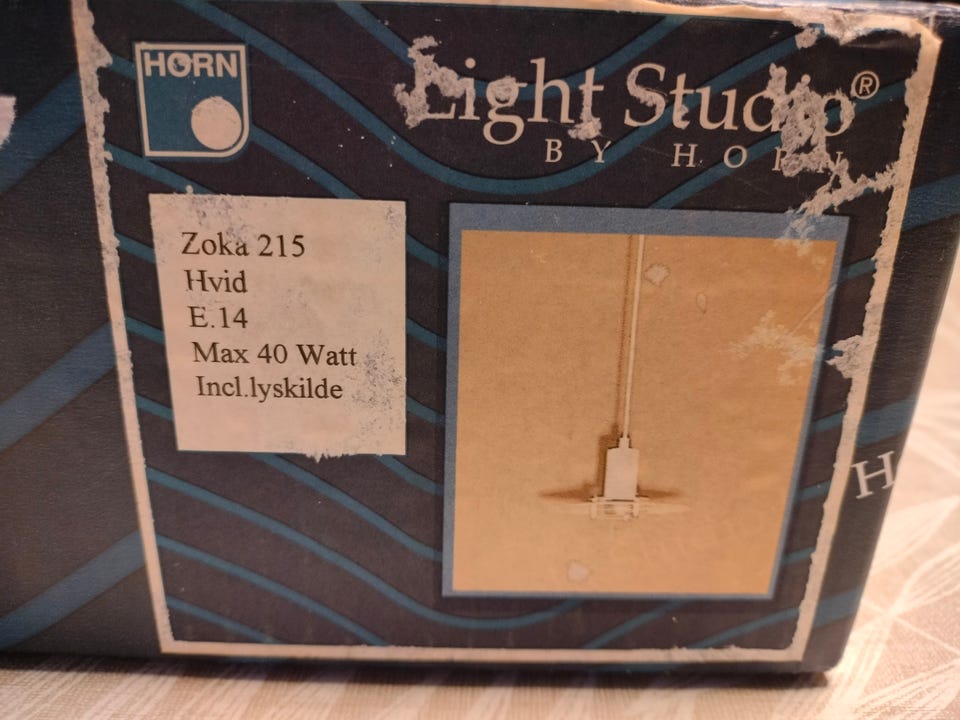 HORN
Light Studio®
BY HORN
Zoka 215
Hvid
E.14
Max 40 Watt
Incl.lyskilde
H